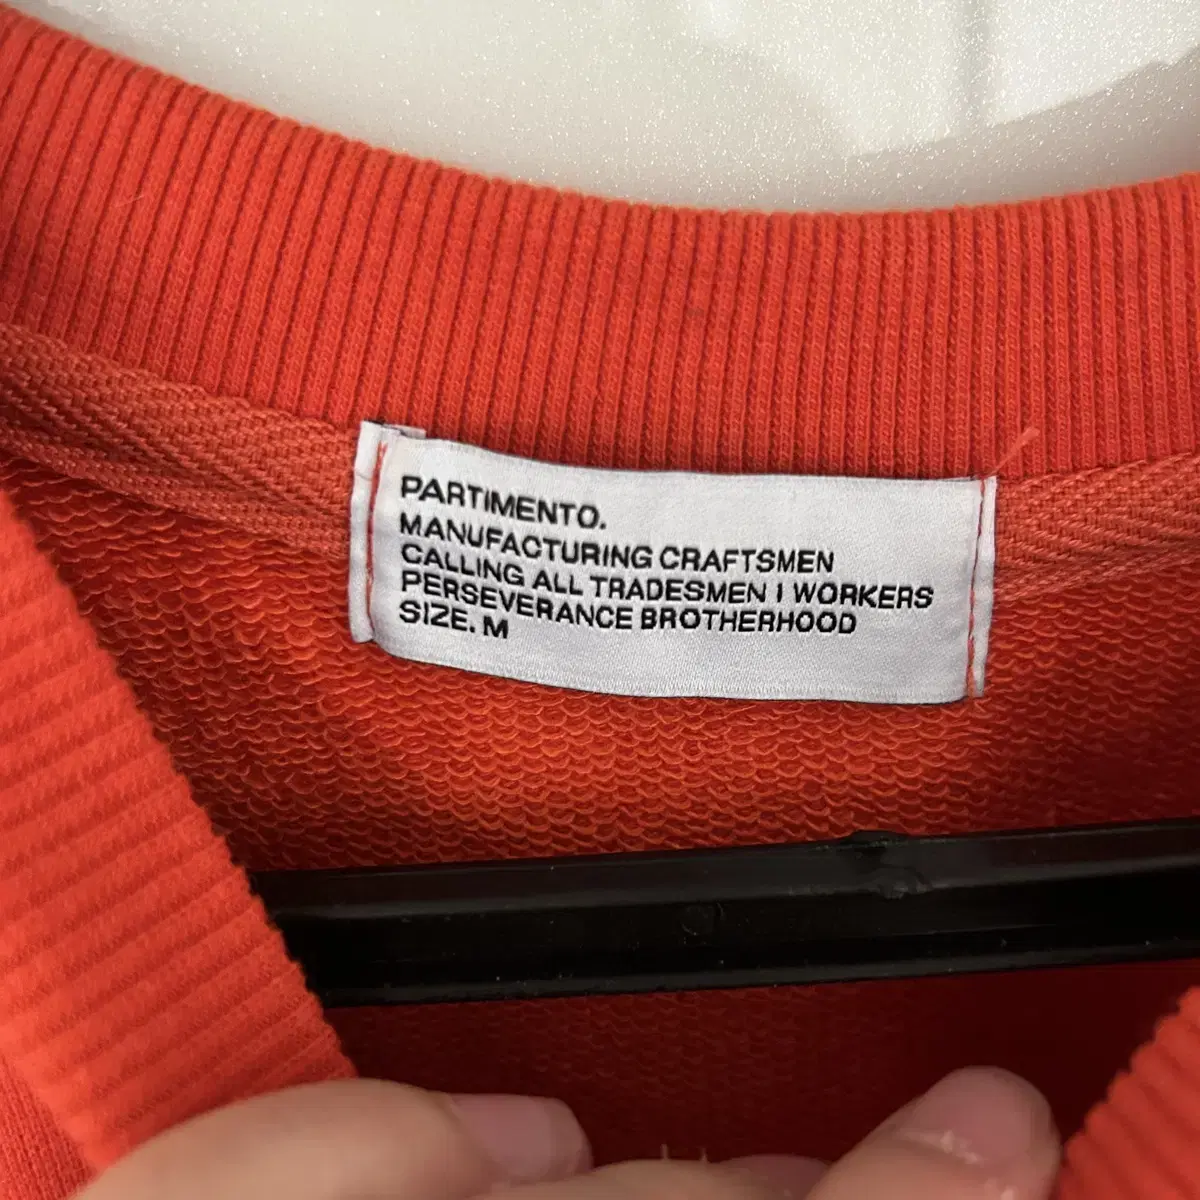 PARTIMENTO.
MANUFACTURING CRAFTSMEN
CALLING ALL TRADESMEN I WORKERS
PERSEVERANCE BROTHERHOOD
SIZE. M